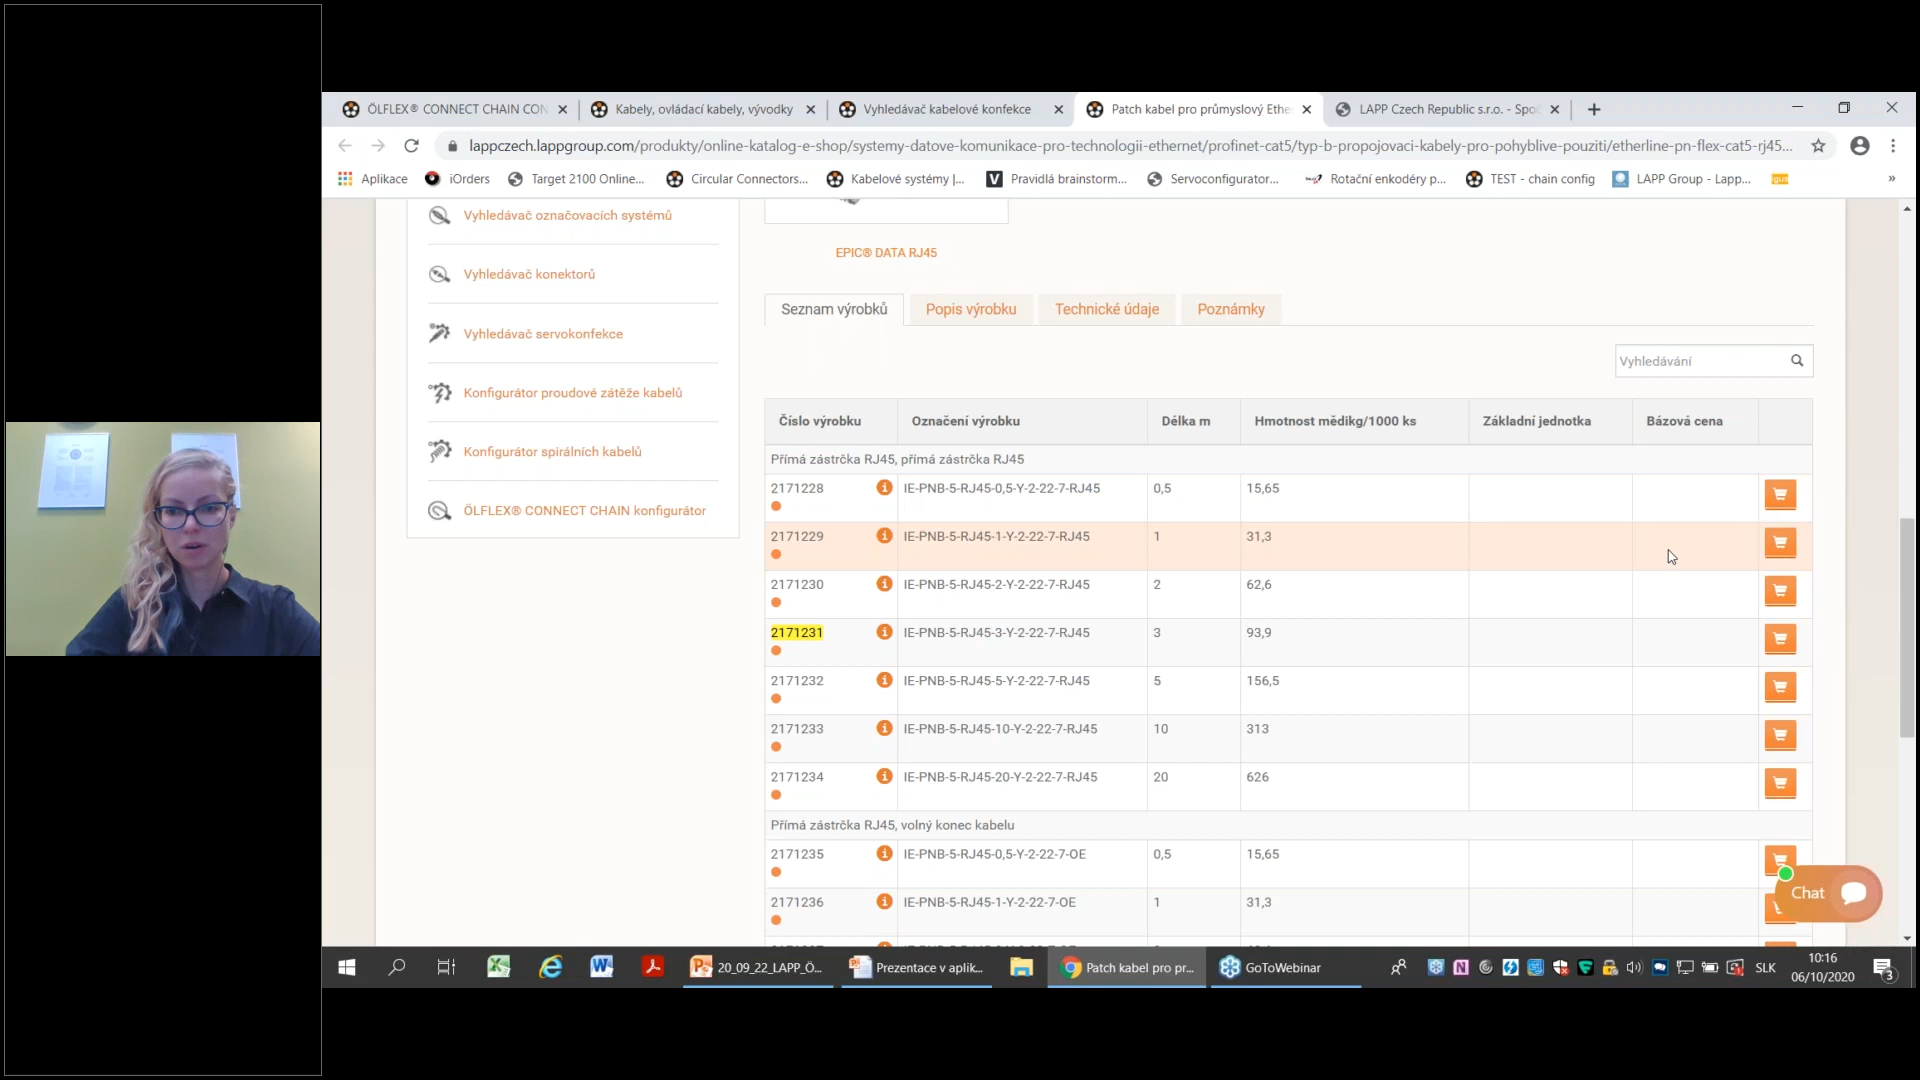 ÖLFLEX® CONNECT CHAIN CON
Kabely, ovládací kabely, vývodky
Vyhledávač kabelové konfekce
Patch kabel pro průmyslový Ethe
LAPP Czech Republic s.r.o. - Spoč
lappczech.lappgroup.com/produkty/online-katalog-e-shop/systemy-datove-komunikace-pro-technologii-ethernet/profinet-cat5/typ-b-propojovaci-kabely-pro-pohyblive-pouziti/etherline-pn-flex-cat5-rj45...
Aplikace
iOrders
Target 2100 Online...
Circular Connectors...
Kabelové systémy |...
Pravidlá brainstorm...
Servoconfigurator...
Rotační enkodéry p...
TEST - chain config
LAPP Group - Lapp...
igus
»
Vyhledávač označovacích systémů
Vyhledávač konektorů
Vyhledávač servokonfekce
Konfigurátor proudové zátěže kabelů
Konfigurátor spirálních kabelů
ÖLFLEX® CONNECT CHAIN konfigurátor
EPIC® DATA RJ45
Seznam výrobků Popis výrobku Technické údaje Poznámky
Vyhledávání
Číslo výrobku Označení výrobku Délka m Hmotnost mědikg/1000 ks Základní jednotka Bázová cena
Přímá zástrčka RJ45, přímá zástrčka RJ45
2171228 IE-PNB-5-RJ45-0,5-Y-2-22-7-RJ45 0,5 15,65
2171229 IE-PNB-5-RJ45-1-Y-2-22-7-RJ45 1 31,3
2171230 IE-PNB-5-RJ45-2-Y-2-22-7-RJ45 2 62,6
2171231 IE-PNB-5-RJ45-3-Y-2-22-7-RJ45 3 93,9
2171232 IE-PNB-5-RJ45-5-Y-2-22-7-RJ45 5 156,5
2171233 IE-PNB-5-RJ45-10-Y-2-22-7-RJ45 10 313
2171234 IE-PNB-5-RJ45-20-Y-2-22-7-RJ45 20 626
Přímá zástrčka RJ45, volný konec kabelu
2171235 IE-PNB-5-RJ45-0,5-Y-2-22-7-OE 0,5 15,65
2171236 IE-PNB-5-RJ45-1-Y-2-22-7-OE 1 31,3
Chat
20_09_22_LAPP_Ö...
Prezentace v aplik...
Patch kabel pro pr...
GoToWebinar
SLK
10:16
06/10/2020
3